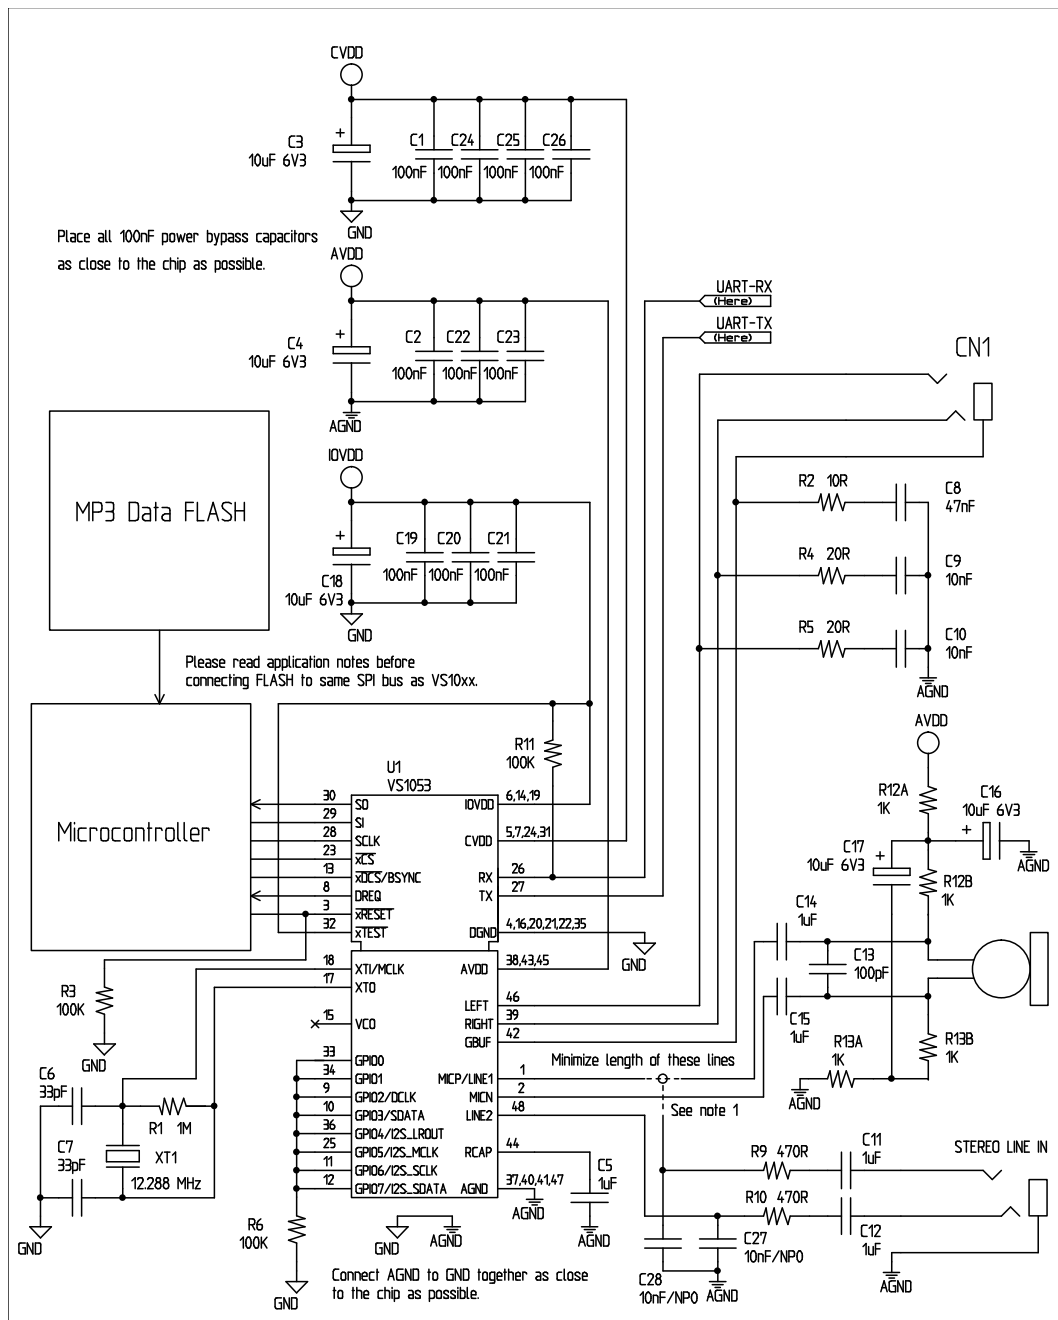 CVDD
C3
10uF 6V3
+
C1
C24
C25
C26
100nF
100nF
100nF
100nF
GND
Place all 100nF power bypass capacitors
as close to the chip as possible.
AVDD
C4
10uF 6V3
+
C2
C22
C23
100nF
100nF
100nF
AGND
UART-RX
(Here)
UART-TX
(Here)
CN1
IOVDD
+
C18
10uF 6V3
C19
C20
C21
100nF
100nF
100nF
GND
MP3 Data FLASH
R2 10R
C8
47nF
R4 20R
C9
10nF
R5 20R
C10
10nF
AGND
Please read application notes before
connecting FLASH to same SPI bus as VS10xx.
Microcontroller
R11
100K
U1
VS1053
30 SO
29 SI
28 SCLK
23 xCS
13 xDCS/BSYNC
8 DREQ
3 xRESET
32 xTEST
IOVDD 6,14,19
CVDD 5,7,24,31
RX 26
TX 27
DGND 4,16,20,21,22,35
GND
18 XTI/MCLK
17 XTO
15 VCO
33 GPIO0
34 GPIO1
9 GPIO2/DCLK
10 GPIO3/SDATA
36 GPIO4/I2S_LROUT
25 GPIO5/I2S_MCLK
11 GPIO6/I2S_SCLK
12 GPIO7/I2S_SDATA
AVDD 38,43,45
LEFT 46
RIGHT 39
GBUF 42
MICP/LINE1 1
MICN 2
LINE2 48
RCAP 44
AGND 37,40,41,47
AGND
C5
1uF
AGND
AVDD
R12A
1K
C16
10uF 6V3
+
AGND
C17
10uF 6V3
+
R12B
1K
C14
1uF
C13
100pF
C15
1uF
R13A
1K
R13B
1K
AGND
Minimize length of these lines
See note 1
R3
100K
GND
C6
33pF
C7
33pF
R1 1M
XT1
12.288 MHz
GND
R6
100K
GND
GND
AGND
Connect AGND to GND together as close
to the chip as possible.
R9 470R
C11
1uF
STEREO LINE IN
R10 470R
C12
1uF
C27
10nF/NP0
C28
10nF/NP0
AGND
AGND